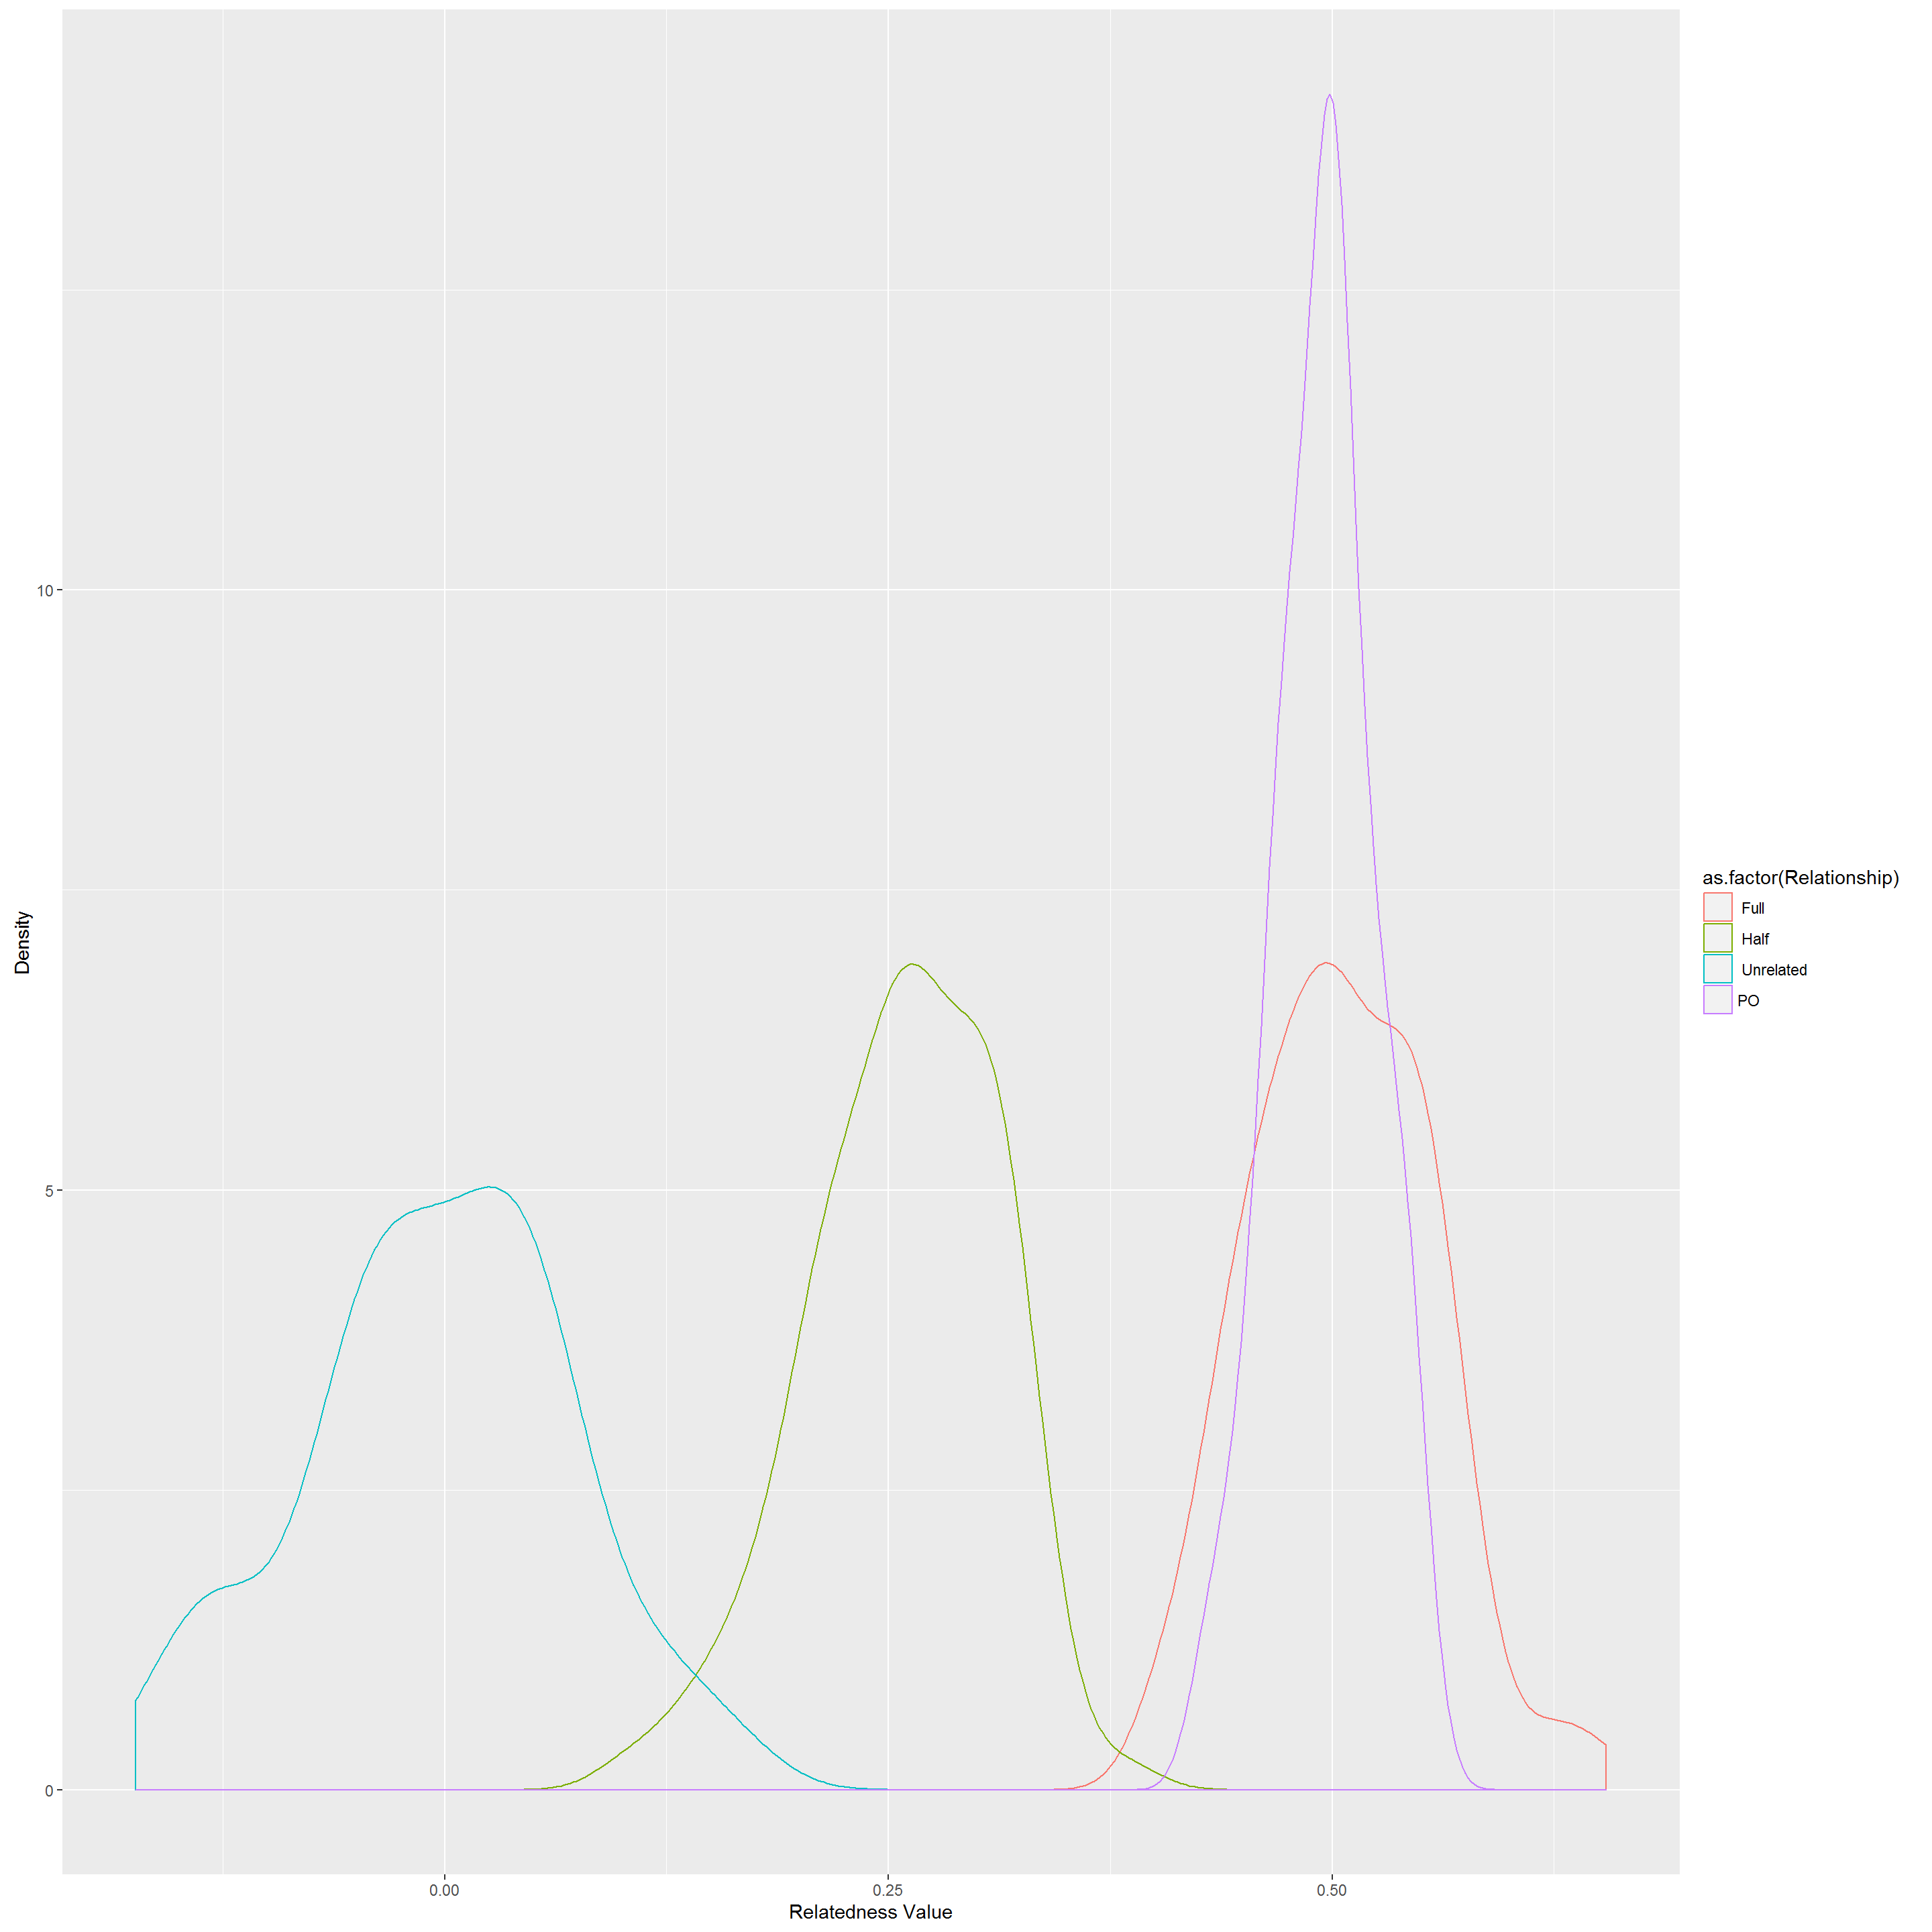 Density
10
5
0
0.00
0.25
0.50
Relatedness Value
as.factor(Relationship)
Full
Half
Unrelated
PO